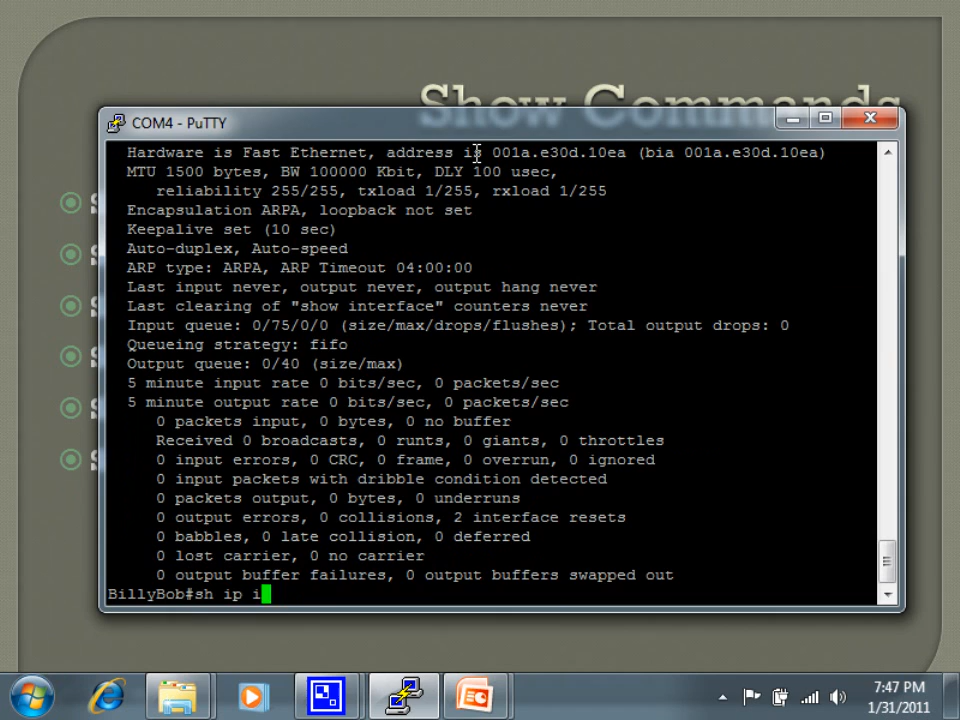 Show Commands
COM4 - PuTTY
Hardware is Fast Ethernet, address is 001a.e30d.10ea (bia 001a.e30d.10ea)
MTU 1500 bytes, BW 100000 Kbit, DLY 100 usec,
reliability 255/255, txload 1/255, rxload 1/255
Encapsulation ARPA, loopback not set
Keepalive set (10 sec)
Auto-duplex, Auto-speed
ARP type: ARPA, ARP Timeout 04:00:00
Last input never, output never, output hang never
Last clearing of "show interface" counters never
Input queue: 0/75/0/0 (size/max/drops/flushes); Total output drops: 0
Queueing strategy: fifo
Output queue: 0/40 (size/max)
5 minute input rate 0 bits/sec, 0 packets/sec
5 minute output rate 0 bits/sec, 0 packets/sec
0 packets input, 0 bytes, 0 no buffer
Received 0 broadcasts, 0 runts, 0 giants, 0 throttles
0 input errors, 0 CRC, 0 frame, 0 overrun, 0 ignored
0 input packets with dribble condition detected
0 packets output, 0 bytes, 0 underruns
0 output errors, 0 collisions, 2 interface resets
0 babbles, 0 late collision, 0 deferred
0 lost carrier, 0 no carrier
0 output buffer failures, 0 output buffers swapped out
BillyBob#sh ip i
7:47 PM
1/31/2011